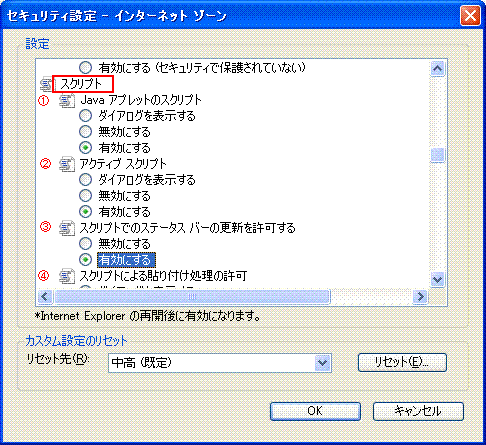 セキュリティ設定 - インターネット ゾーン
設定
有効にする (セキュリティで保護されていない)
スクリプト
① Java アプレットのスクリプト
ダイアログを表示する
無効にする
有効にする
② アクティブ スクリプト
ダイアログを表示する
無効にする
有効にする
③ スクリプトでのステータス バーの更新を許可する
無効にする
有効にする
④ スクリプトによる貼り付け処理の許可
*Internet Explorer の再開後に有効になります。
カスタム設定のリセット
リセット先(R): 中高 (既定) リセット(E)...
OK キャンセル